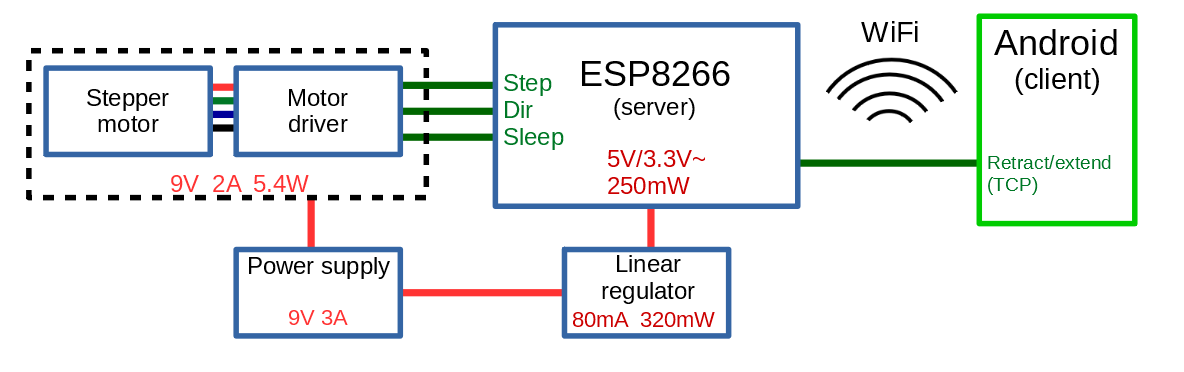 Stepper
motor
Motor
driver
9V 2A 5.4W
Step
Dir
Sleep
ESP8266
(server)
5V/3.3V~
250mW
WiFi
Android
(client)
Retract/extend
(TCP)
Power supply
9V 3A
Linear
regulator
80mA 320mW